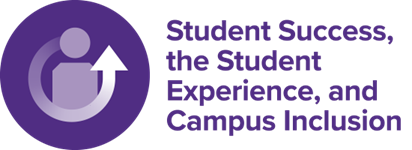 Student Success,
the Student
Experience, and
Campus Inclusion